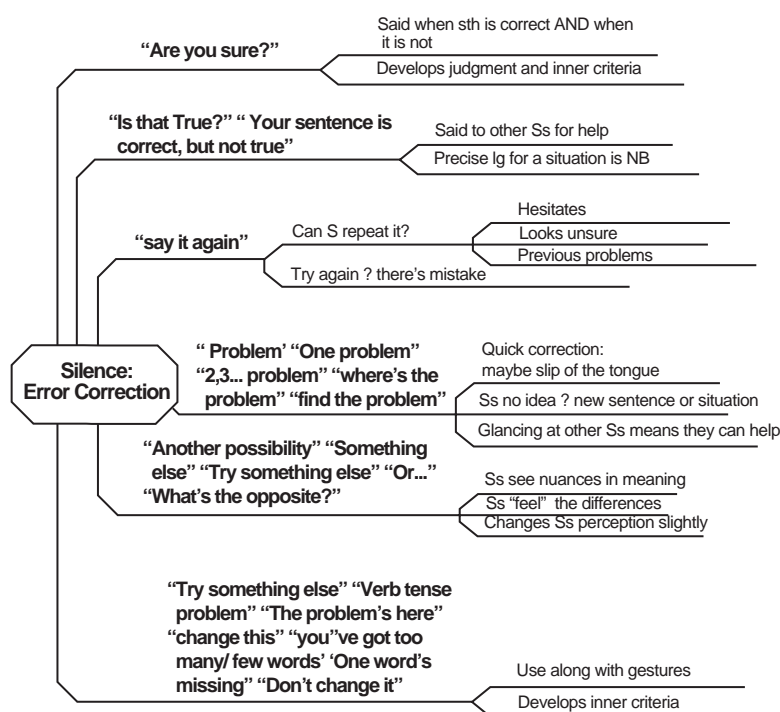 “Are you sure?”
Said when sth is correct AND when
it is not
Develops judgment and inner criteria
“Is that True?” “ Your sentence is
correct, but not true”
Said to other Ss for help
Precise lg for a situation is NB
“say it again”
Can S repeat it?
Hesitates
Looks unsure
Previous problems
Try again ? there’s mistake
Silence:
Error Correction
“ Problem’ “One problem”
“2,3... problem” “where’s the
problem” “find the problem”
Quick correction:
maybe slip of the tongue
Ss no idea ? new sentence or situation
Glancing at other Ss means they can help
“Another possibility” “Something
else” “Try something else” “Or...”
“What’s the opposite?”
Ss see nuances in meaning
Ss “feel” the differences
Changes Ss perception slightly
“Try something else” “Verb tense
problem” “The problem’s here”
“change this” “you”ve got too
many/ few words’ ‘One word’s
missing” “Don’t change it”
Use along with gestures
Develops inner criteria